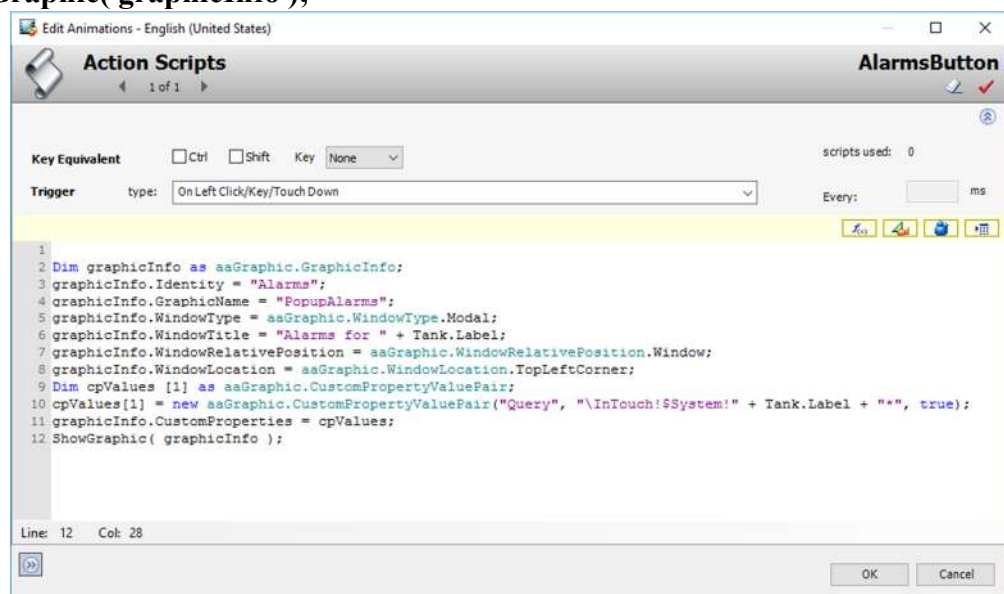 Graphic( graphicInfo );
Edit Animations - English (United States)
Action Scripts
AlarmsButton
1 of 1
Key Equivalent
Ctrl
Shift
Key
None
scripts used: 0
Trigger
type:
On Left Click/Key/Touch Down
Every:
ms
1
2 Dim graphicInfo as aaGraphic.GraphicInfo;
3 graphicInfo.Identity = "Alarms";
4 graphicInfo.GraphicName = "PopupAlarms";
5 graphicInfo.WindowType = aaGraphic.WindowType.Modal;
6 graphicInfo.WindowTitle = "Alarms for " + Tank.Label;
7 graphicInfo.WindowRelativePosition = aaGraphic.WindowRelativePosition.Window;
8 graphicInfo.WindowLocation = aaGraphic.WindowLocation.TopLeftCorner;
9 Dim cpValues [1] as aaGraphic.CustomPropertyValuePair;
10 cpValues[1] = new aaGraphic.CustomPropertyValuePair("Query", "\InTouch!$System!" + Tank.Label + "*", true);
11 graphicInfo.CustomProperties = cpValues;
12 ShowGraphic( graphicInfo );
Line: 12 Col: 28
OK
Cancel